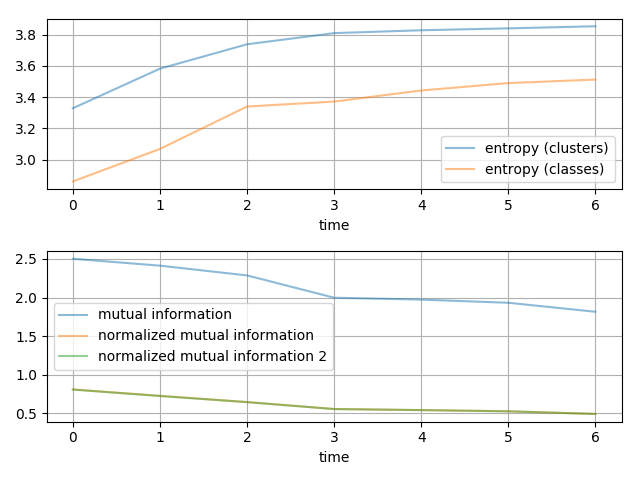 3.8
3.6
3.4
3.2
3.0
entropy (clusters)
entropy (classes)
0 1 2 3 4 5 6
time
2.5
2.0
1.5
1.0
0.5
mutual information
normalized mutual information
normalized mutual information 2
0 1 2 3 4 5 6
time